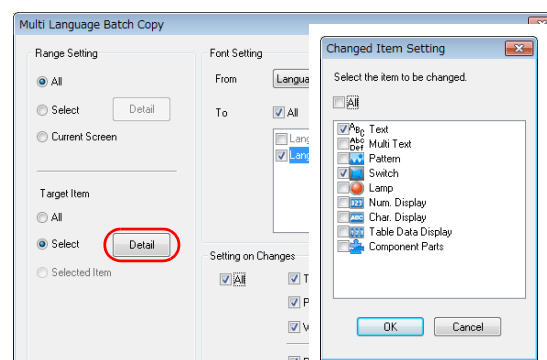 Multi Language Batch Copy
Range Setting
All
Select Detail
Current Screen
Target Item
All
Select Detail
Selected Item
Font Setting
From
To All
Setting on Changes
All
Changed Item Setting
Select the item to be changed.
All
Text
Multi Text
Pattern
Switch
Lamp
Num. Display
Char. Display
Table Data Display
Component Parts
OK Cancel